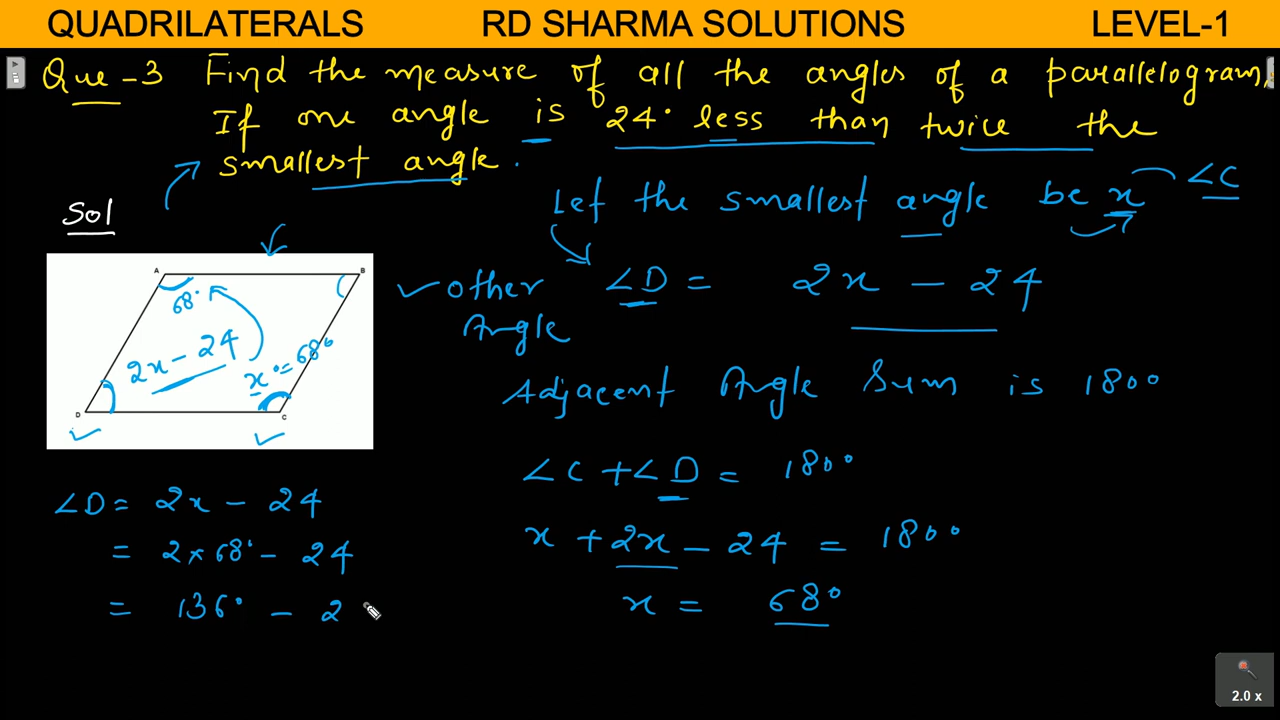 QUADRILATERALS RD SHARMA SOLUTIONS LEVEL-1
Que-3 Find the measure of all the angles of a parallelogram,
If one angle is 24° less than twice the
smallest angle.
Sol
Let the smallest angle be x ∠C
other ∠D = 2x - 24
Angle
A B
68°
2x - 24
x° = 68°
D C
Adjacent Angle Sum is 180°
∠C + ∠D = 180°
x + 2x - 24 = 180°
x = 68°
∠D = 2x - 24
= 2×68° - 24
= 136° - 2
2.0 x